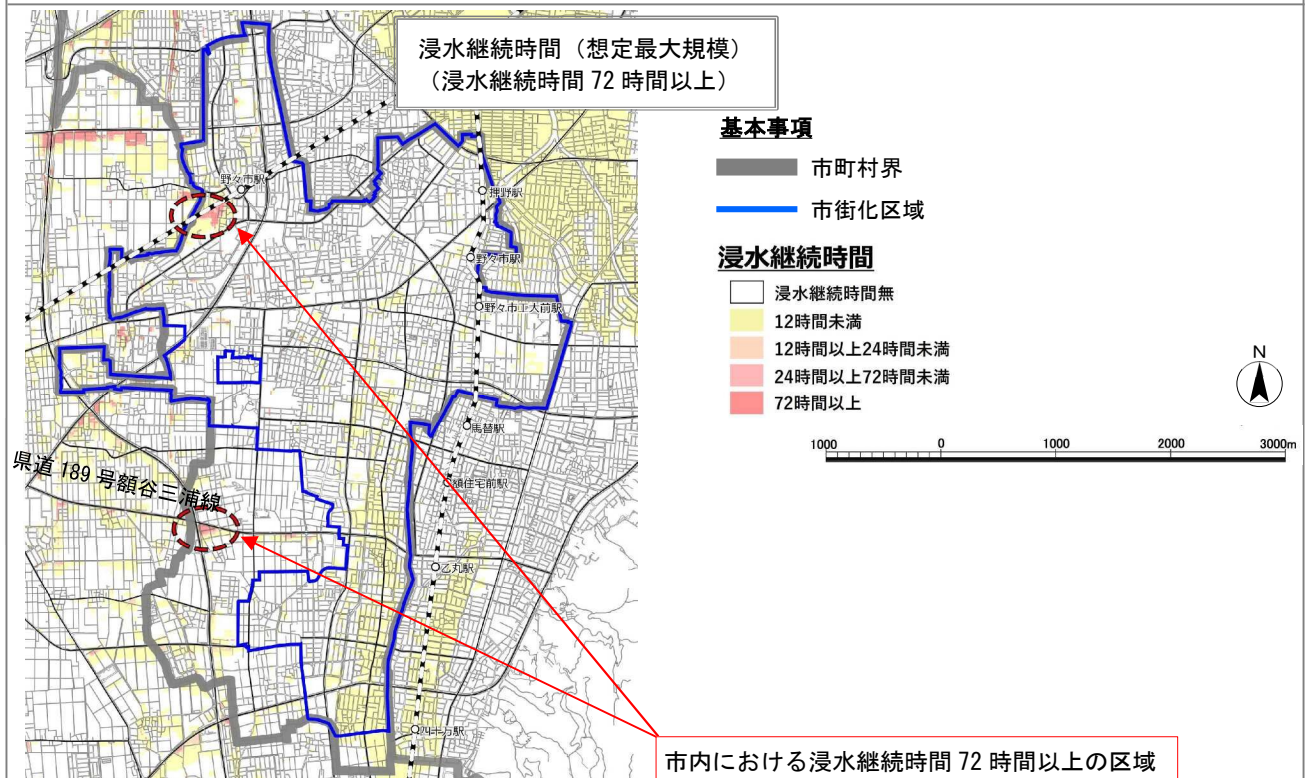 浸水継続時間（想定最大規模）
（浸水継続時間 72 時間以上）
基本事項
市町村界
市街化区域
浸水継続時間
浸水継続時間無
12時間未満
12時間以上24時間未満
24時間以上72時間未満
72時間以上
N
1000 0 1000 2000 3000m
野々市駅
押野駅
野々市駅
野々市工大前駅
馬替駅
額住宅前駅
乙丸駅
四十万駅
県道 189 号額谷三浦線
市内における浸水継続時間 72 時間以上の区域